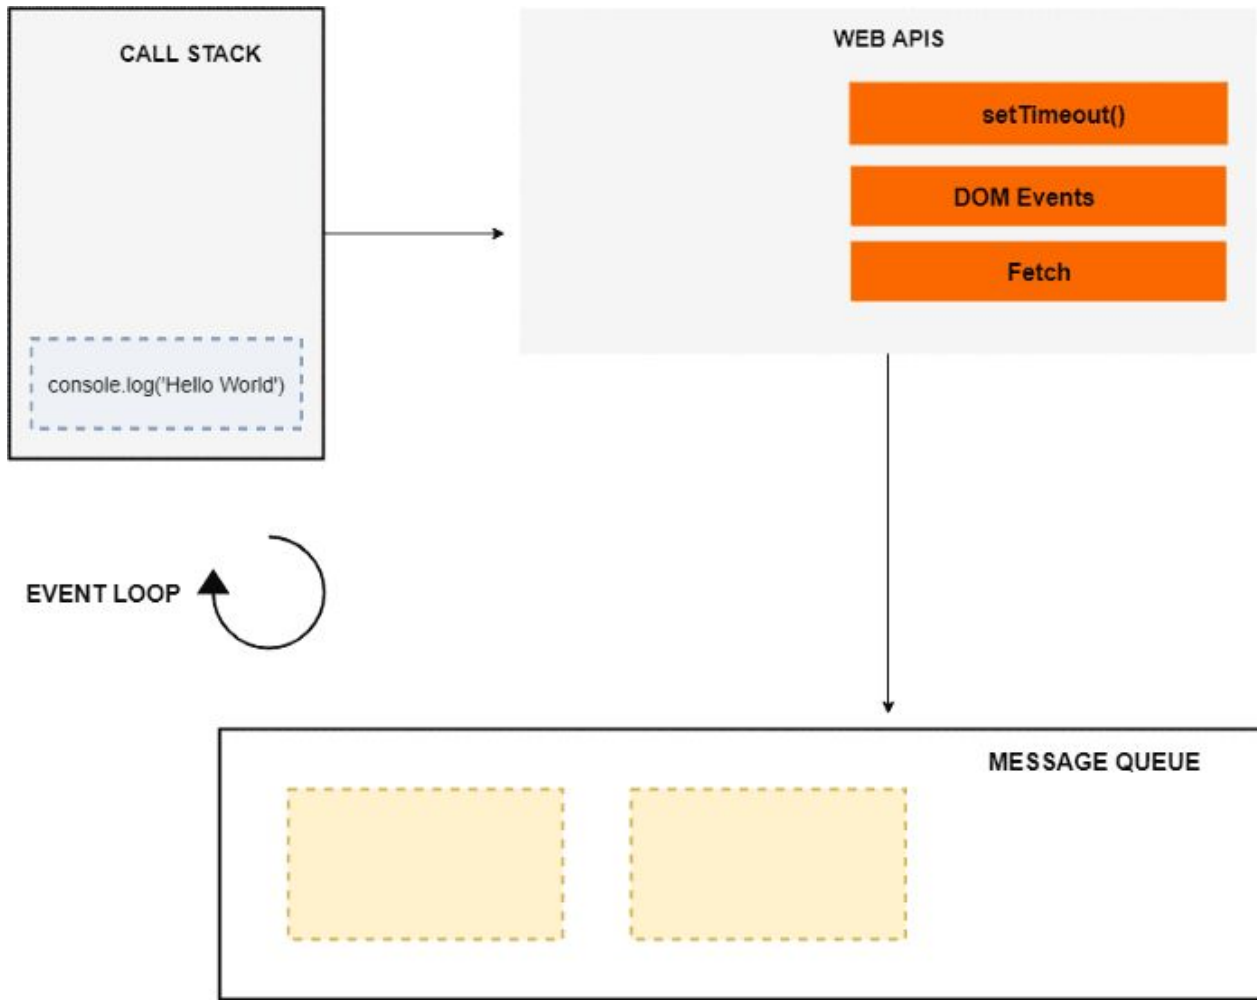 CALL STACK
WEB APIS
setTimeout()
DOM Events
Fetch
console.log('Hello World')
EVENT LOOP
MESSAGE QUEUE